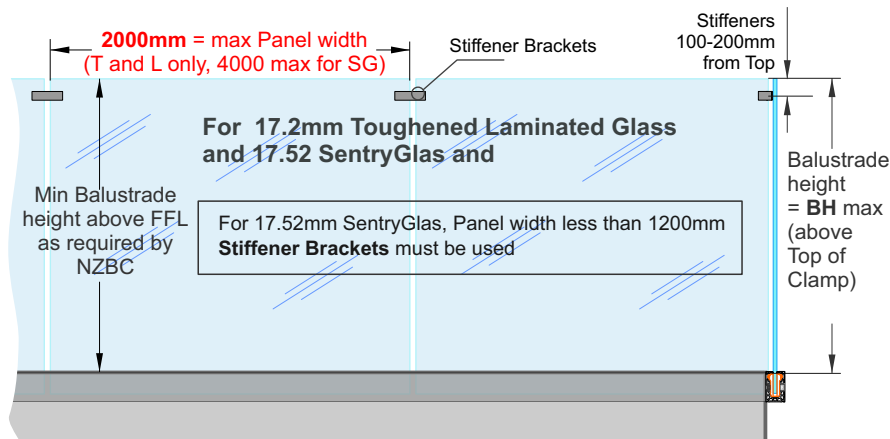 2000mm = max Panel width
(T and L only, 4000 max for SG)
Stiffener Brackets
Stiffeners
100-200mm
from Top
For 17.2mm Toughened Laminated Glass
and 17.52 SentryGlas and
Min Balustrade
height above FFL
as required by
NZBC
For 17.52mm SentryGlas, Panel width less than 1200mm
Stiffener Brackets must be used
Balustrade
height
= BH max
(above
Top of
Clamp)